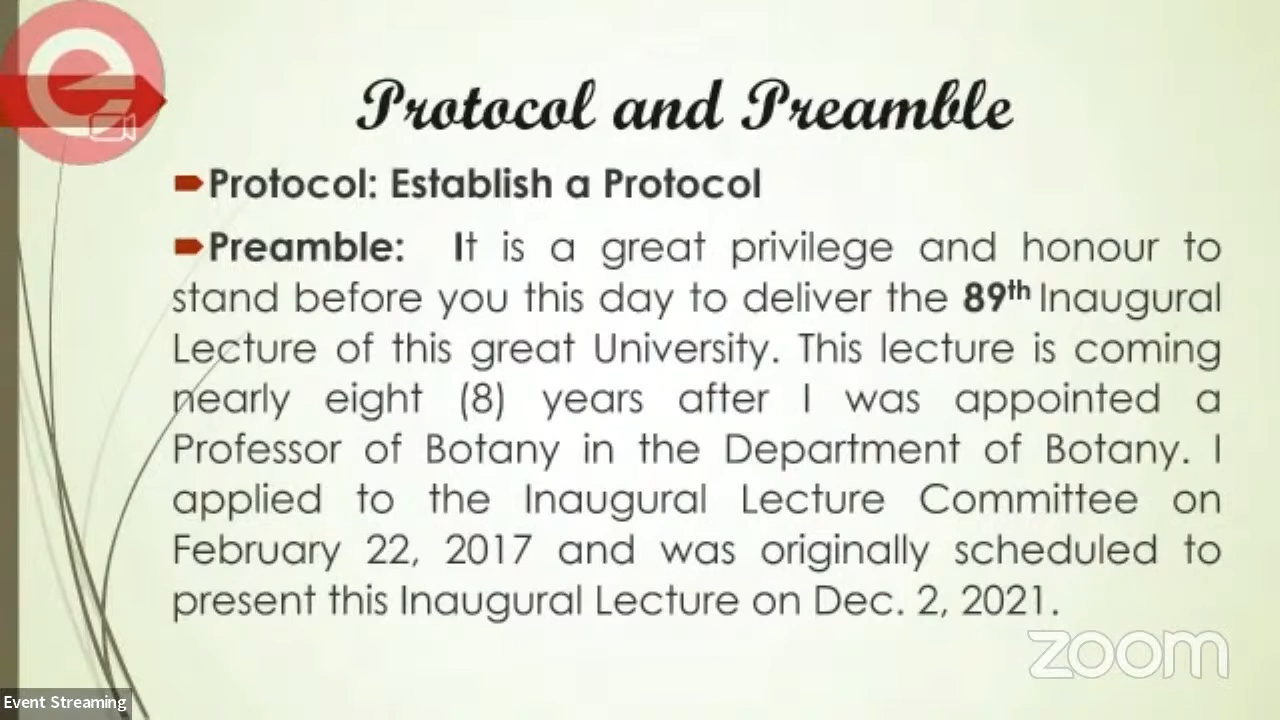 Protocol and Preamble
Protocol: Establish a Protocol
Preamble: It is a great privilege and honour to
stand before you this day to deliver the 89th Inaugural
Lecture of this great University. This lecture is coming
nearly eight (8) years after I was appointed a
Professor of Botany in the Department of Botany. I
applied to the Inaugural Lecture Committee on
February 22, 2017 and was originally scheduled to
present this Inaugural Lecture on Dec. 2, 2021.
zoom
Event Streaming